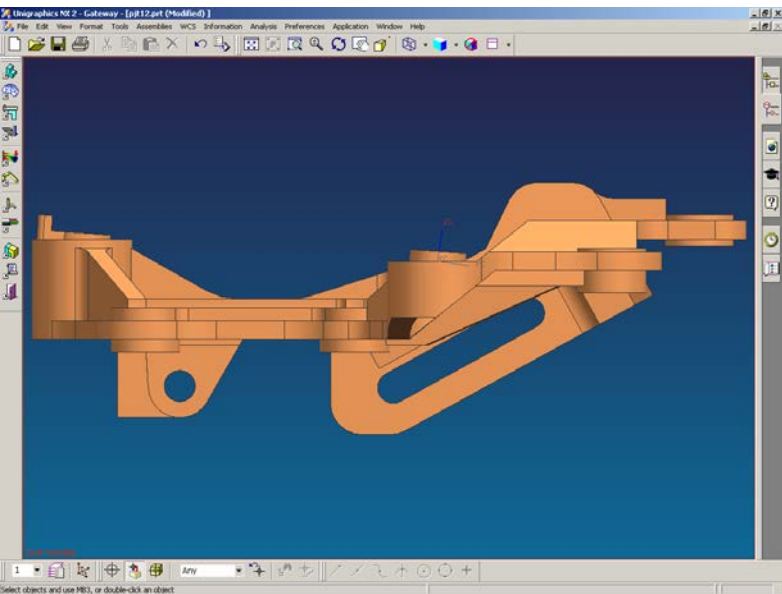 Unigraphics NX 2 - Gateway - [pjt12.prt (Modified) ]
File Edit View Format Tools Assemblies WCS Information Analysis Preferences Application Window Help
1 Any
Select objects and use MB3, or double-click an object